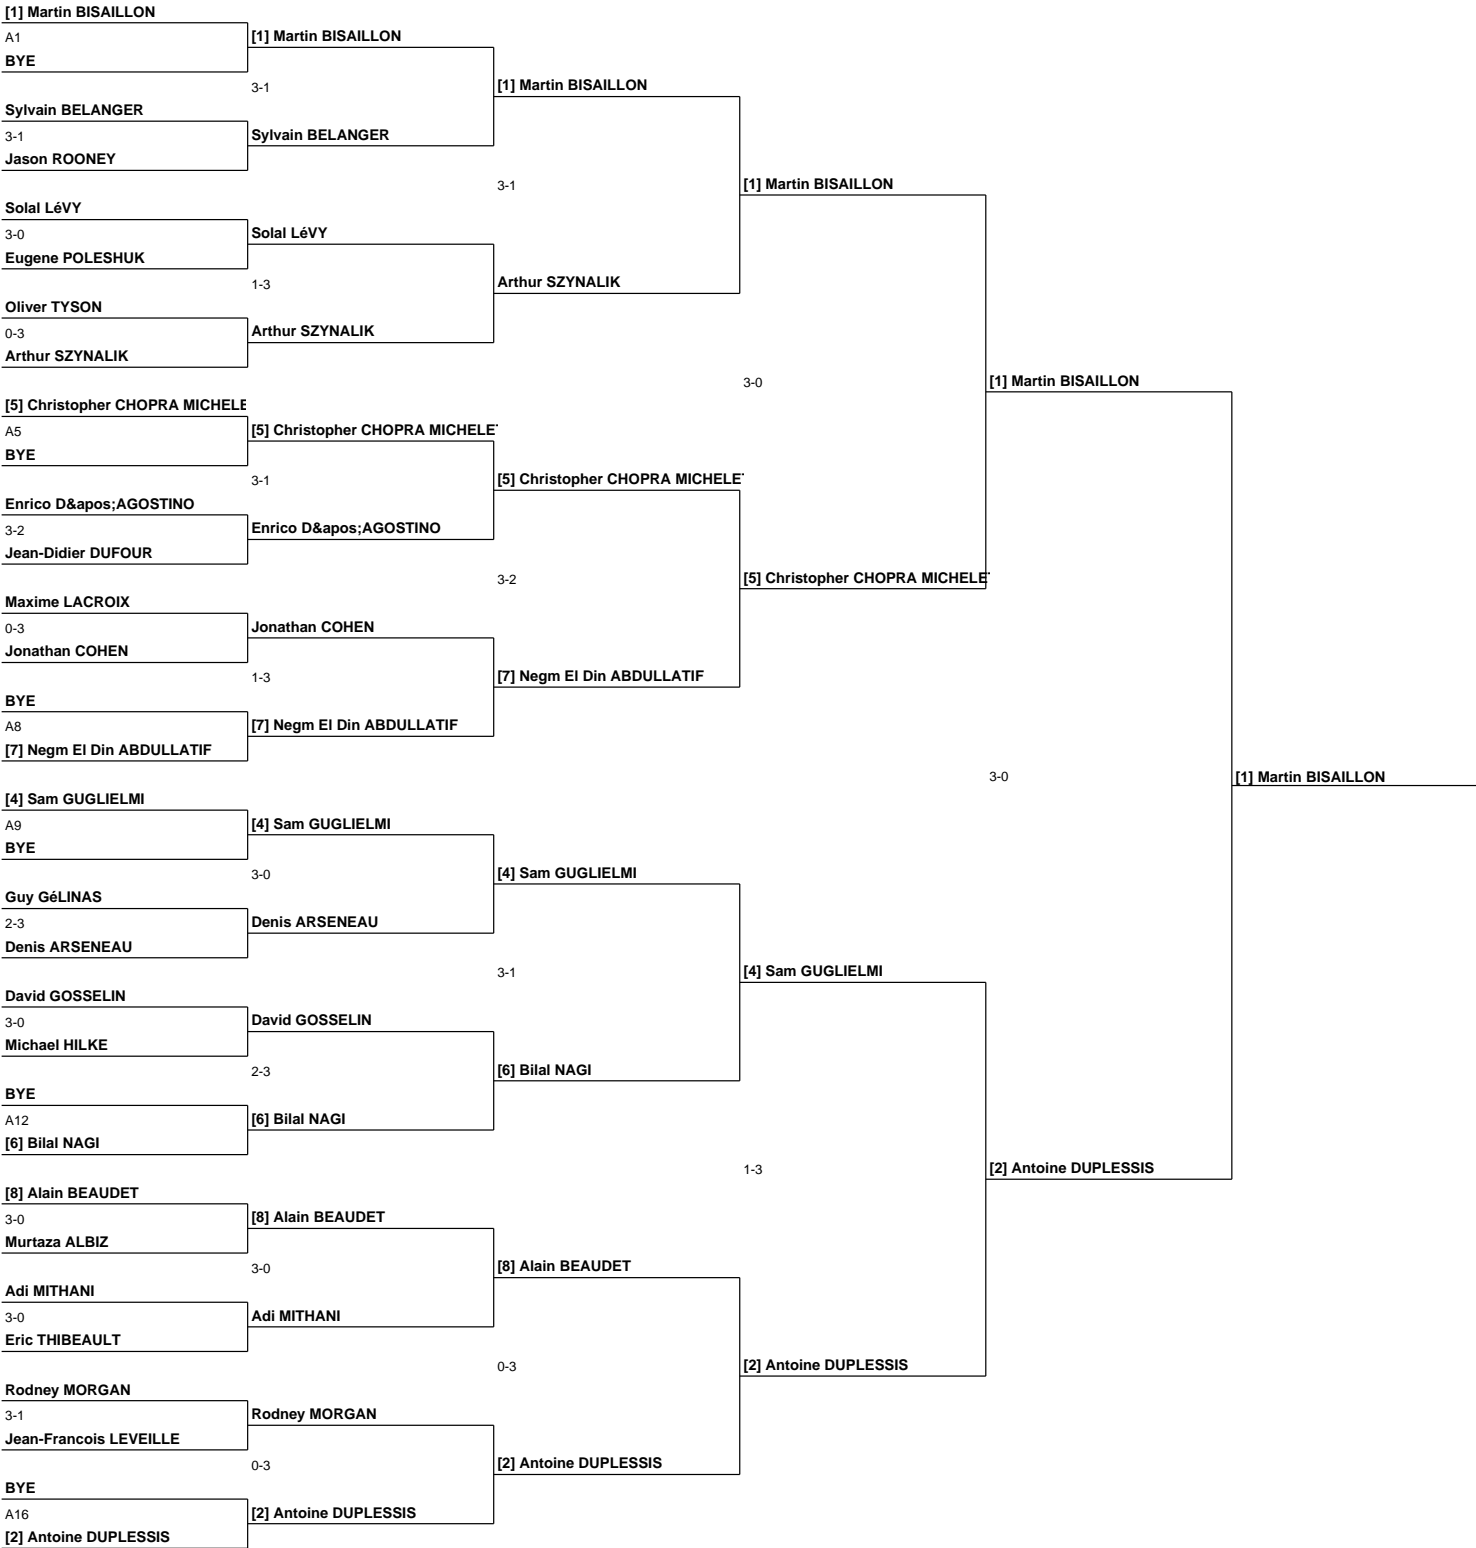 [1] Martin BISAILLON
A1
BYE
Sylvain BELANGER
3-1
Jason ROONEY
Solal LéVY
3-0
Eugene POLESHUK
Oliver TYSON
0-3
Arthur SZYNALIK
[5] Christopher CHOPRA MICHELE
A5
BYE
Enrico D&apos;AGOSTINO
3-2
Jean-Didier DUFOUR
Maxime LACROIX
0-3
Jonathan COHEN
BYE
A8
[7] Negm El Din ABDULLATIF
[4] Sam GUGLIELMI
A9
BYE
Guy GéLINAS
2-3
Denis ARSENEAU
David GOSSELIN
3-0
Michael HILKE
BYE
A12
[6] Bilal NAGI
[8] Alain BEAUDET
3-0
Murtaza ALBIZ
Adi MITHANI
3-0
Eric THIBEAULT
Rodney MORGAN
3-1
Jean-Francois LEVEILLE
BYE
A16
[2] Antoine DUPLESSIS
[1] Martin BISAILLON
3-1
Sylvain BELANGER
Solal LéVY
1-3
Arthur SZYNALIK
[5] Christopher CHOPRA MICHELE
3-1
Enrico D&apos;AGOSTINO
Jonathan COHEN
1-3
[7] Negm El Din ABDULLATIF
[4] Sam GUGLIELMI
3-0
Denis ARSENEAU
David GOSSELIN
2-3
[6] Bilal NAGI
[8] Alain BEAUDET
3-0
Adi MITHANI
Rodney MORGAN
0-3
[2] Antoine DUPLESSIS
[1] Martin BISAILLON
3-1
Arthur SZYNALIK
[5] Christopher CHOPRA MICHELE
3-2
[7] Negm El Din ABDULLATIF
[4] Sam GUGLIELMI
3-1
[6] Bilal NAGI
[8] Alain BEAUDET
0-3
[2] Antoine DUPLESSIS
[1] Martin BISAILLON
3-0
[5] Christopher CHOPRA MICHELE
[4] Sam GUGLIELMI
1-3
[2] Antoine DUPLESSIS
[1] Martin BISAILLON
3-0
[2] Antoine DUPLESSIS
[1] Martin BISAILLON